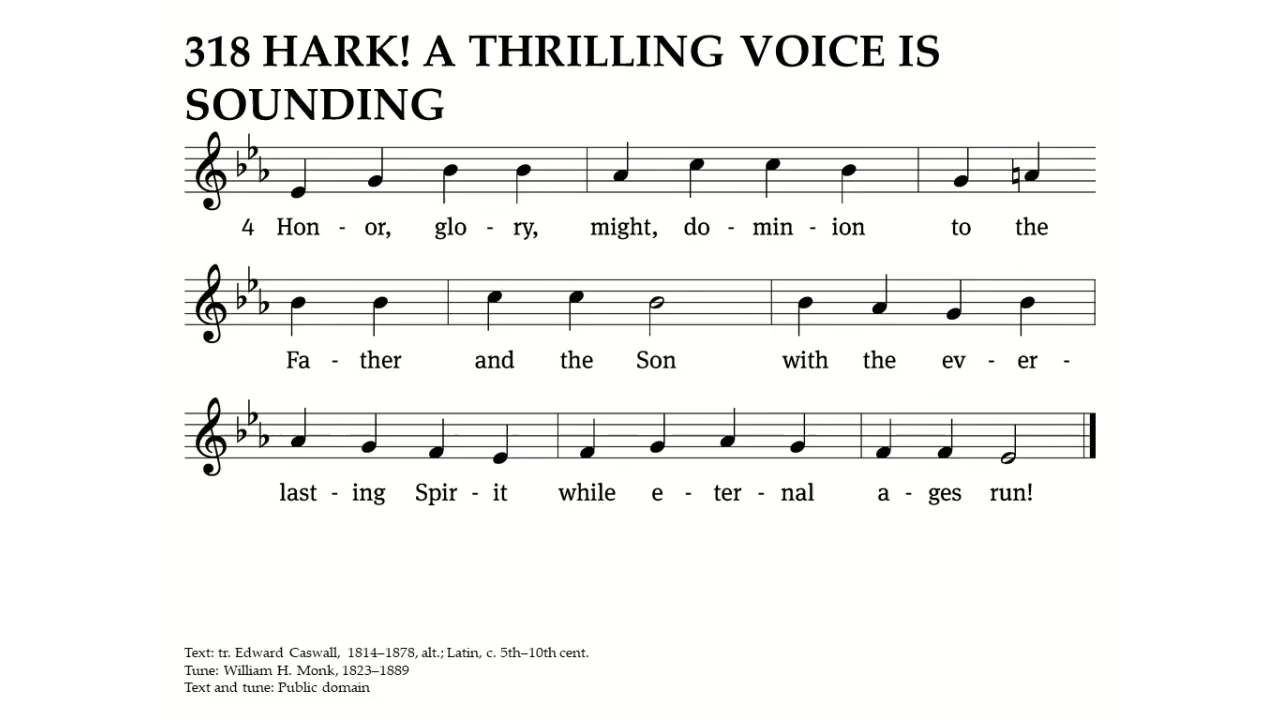 318 HARK! A THRILLING VOICE IS
SOUNDING
4 Hon - or, glo - ry, might, do - min - ion to the
Fa - ther and the Son with the ev - er -
last - ing Spir - it while e - ter - nal a - ges run!
Text: tr. Edward Caswall, 1814–1878, alt.; Latin, c. 5th–10th cent.
Tune: William H. Monk, 1823–1889
Text and tune: Public domain